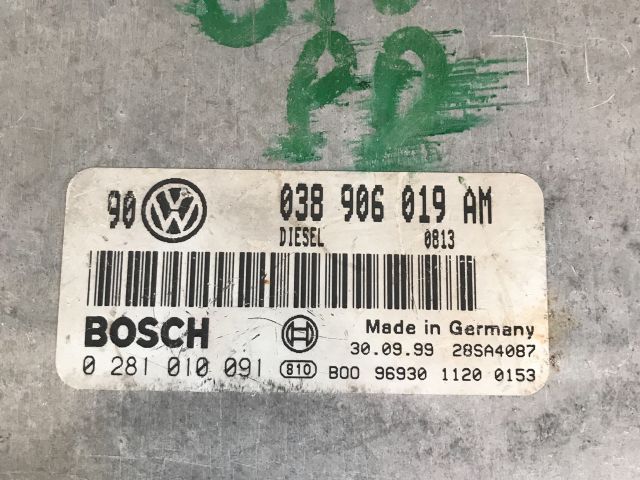 90 VW 038 906 019 AM
DIESEL 0813
BOSCH Made in Germany
30.09.99 28SA4087
0 281 010 091 810 B00 96930 1120 0153